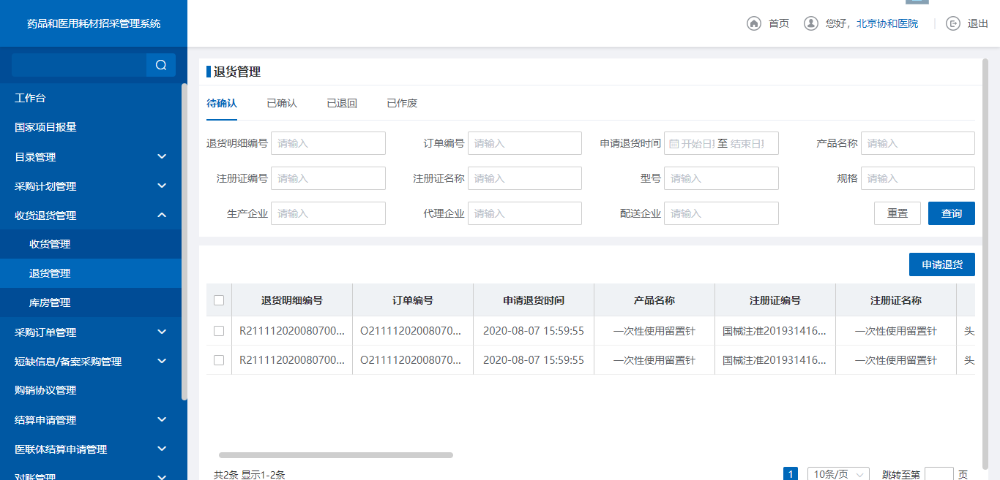 药品和医用耗材招采管理系统
首页 您好，北京协和医院 退出
工作台
国家项目报量
目录管理
采购计划管理
收货退货管理
收货管理
退货管理
库房管理
采购订单管理
短缺信息/备案采购管理
购销协议管理
结算申请管理
医联体结算申请管理
对账管理
退货管理
待确认 已确认 已退回 已作废
退货明细编号 请输入 订单编号 请输入 申请退货时间 开始日期 至 结束日期 产品名称 请输入
注册证编号 请输入 注册证名称 请输入 型号 请输入 规格 请输入
生产企业 请输入 代理企业 请输入 配送企业 请输入 重置 查询
申请退货
退货明细编号 订单编号 申请退货时间 产品名称 注册证编号 注册证名称
R211112020080700... O21111202008070... 2020-08-07 15:59:55 一次性使用留置针 国械注准201931416... 一次性使用留置针 头
R211112020080700... O21111202008070... 2020-08-07 15:59:55 一次性使用留置针 国械注准201931416... 一次性使用留置针 头
共2条 显示1-2条 1 10条/页 跳转至第 页